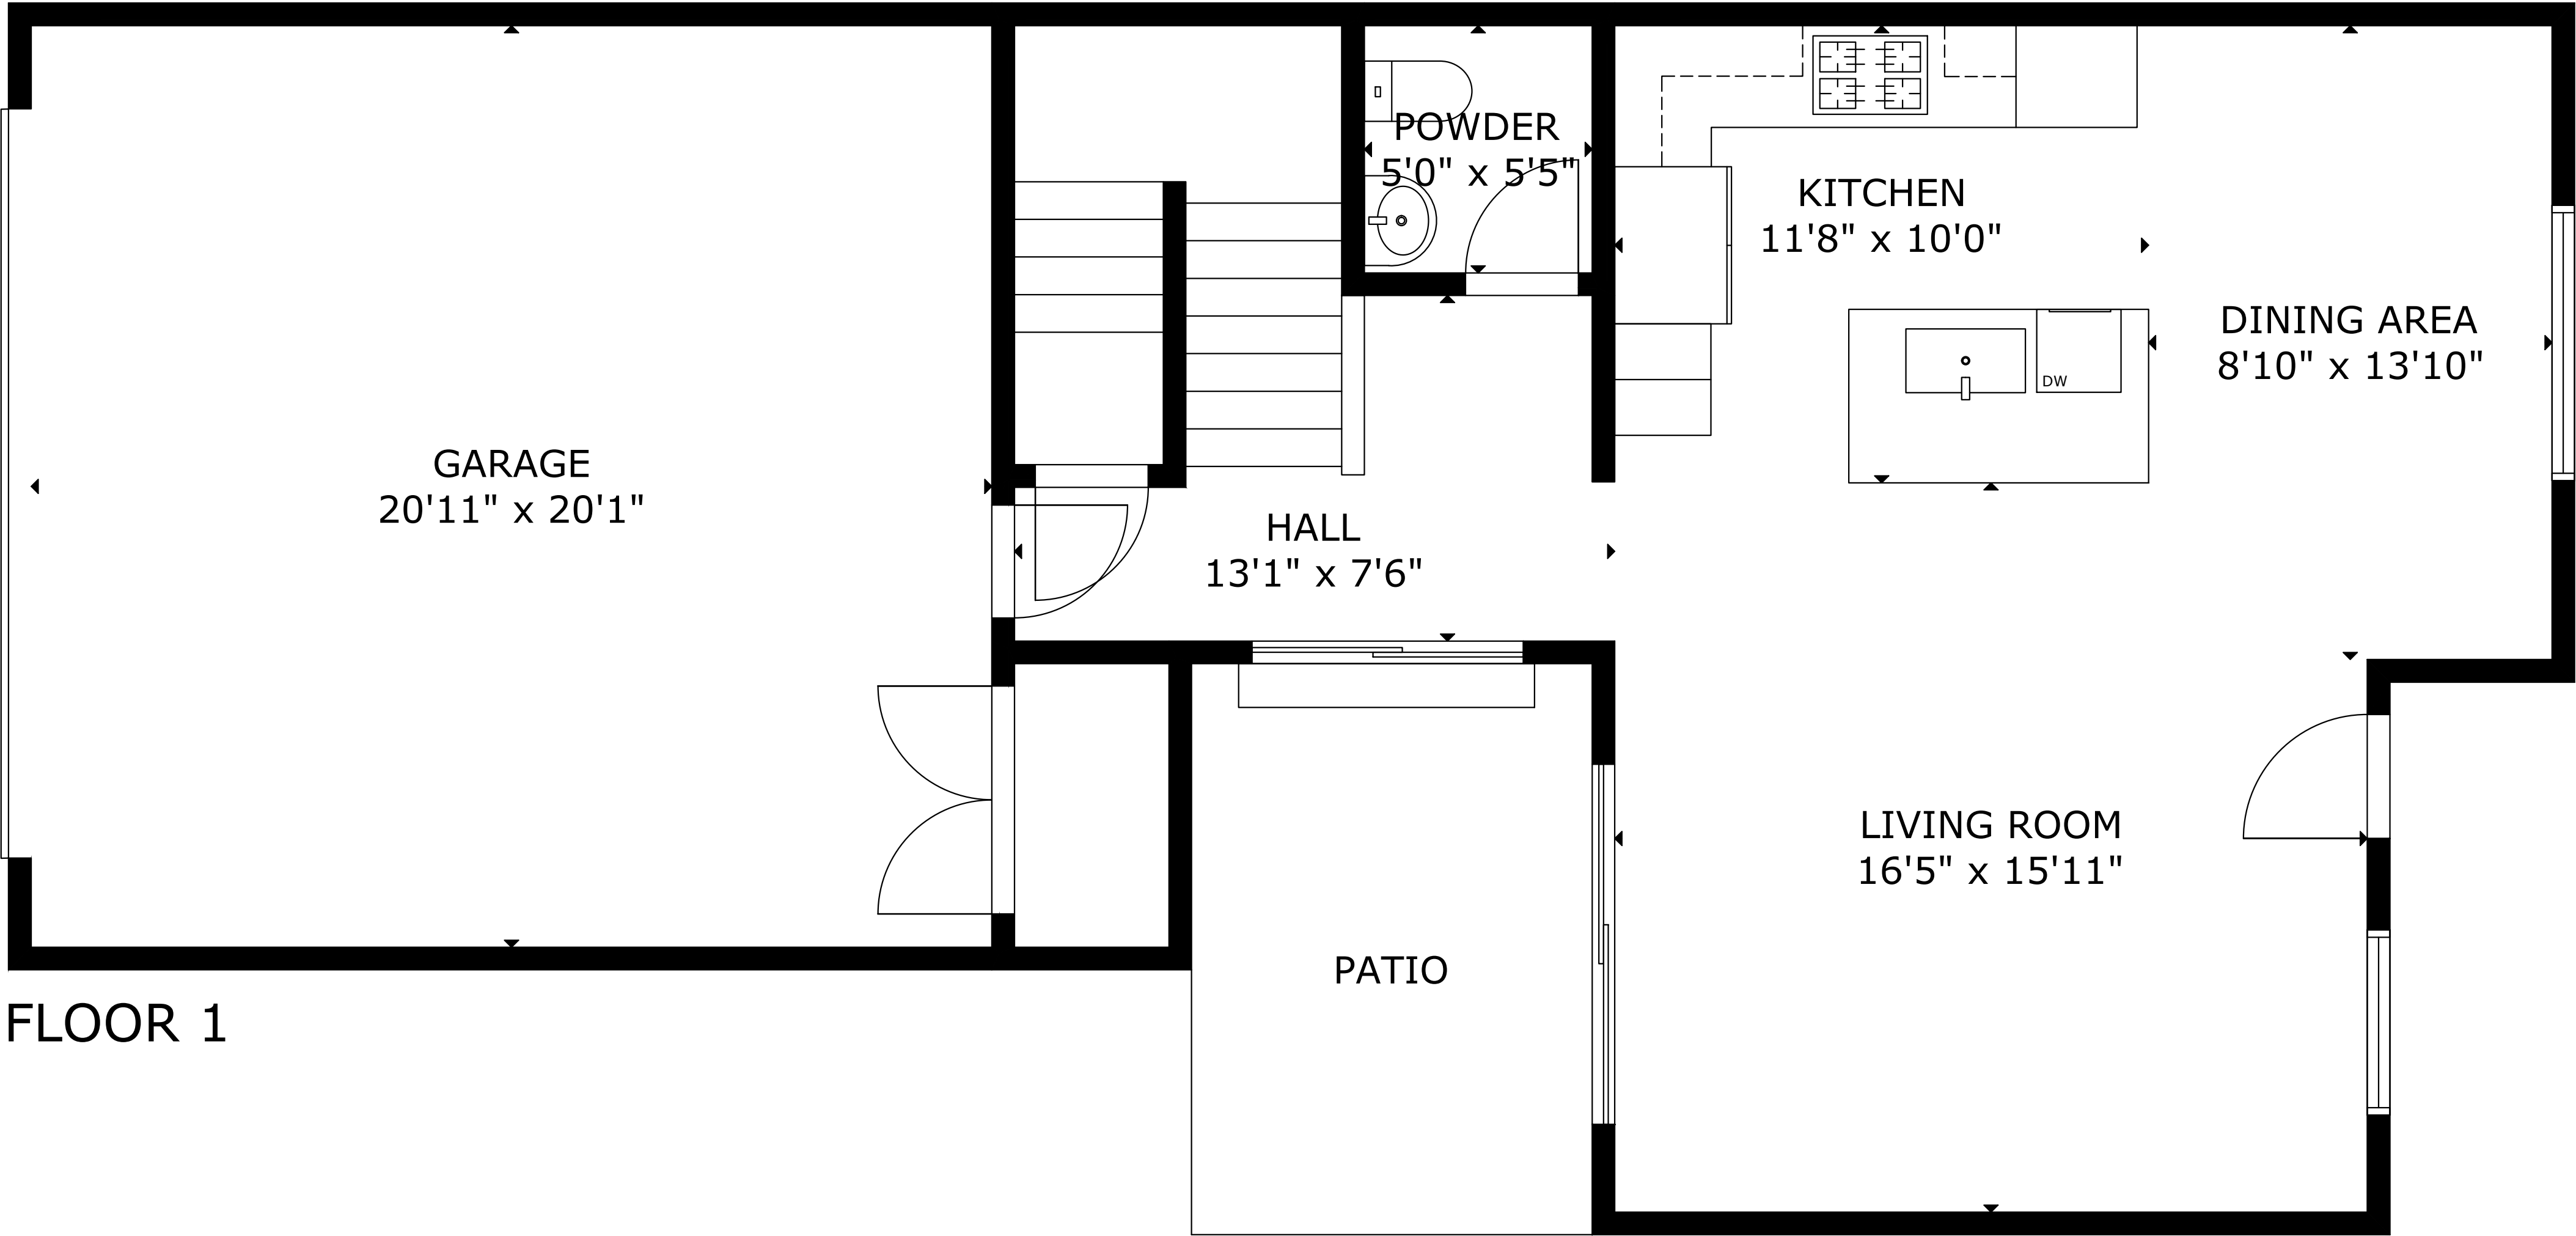 POWDER
5'0" x 5'5"
KITCHEN
11'8" x 10'0"
DINING AREA
8'10" x 13'10"
DW
GARAGE
20'11" x 20'1"
HALL
13'1" x 7'6"
LIVING ROOM
16'5" x 15'11"
PATIO
FLOOR 1